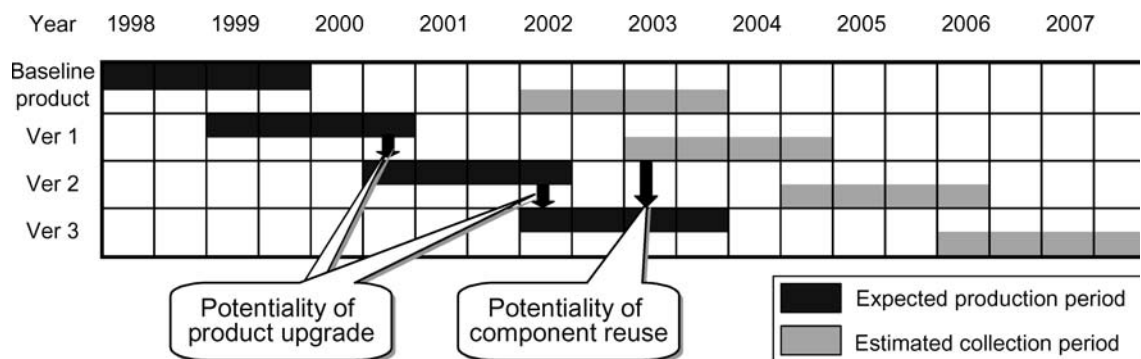 Year 1998 1999 2000 2001 2002 2003 2004 2005 2006 2007
Baseline
product
Ver 1
Ver 2
Ver 3
Potentiality of
product upgrade
Potentiality of
component reuse
Expected production period
Estimated collection period